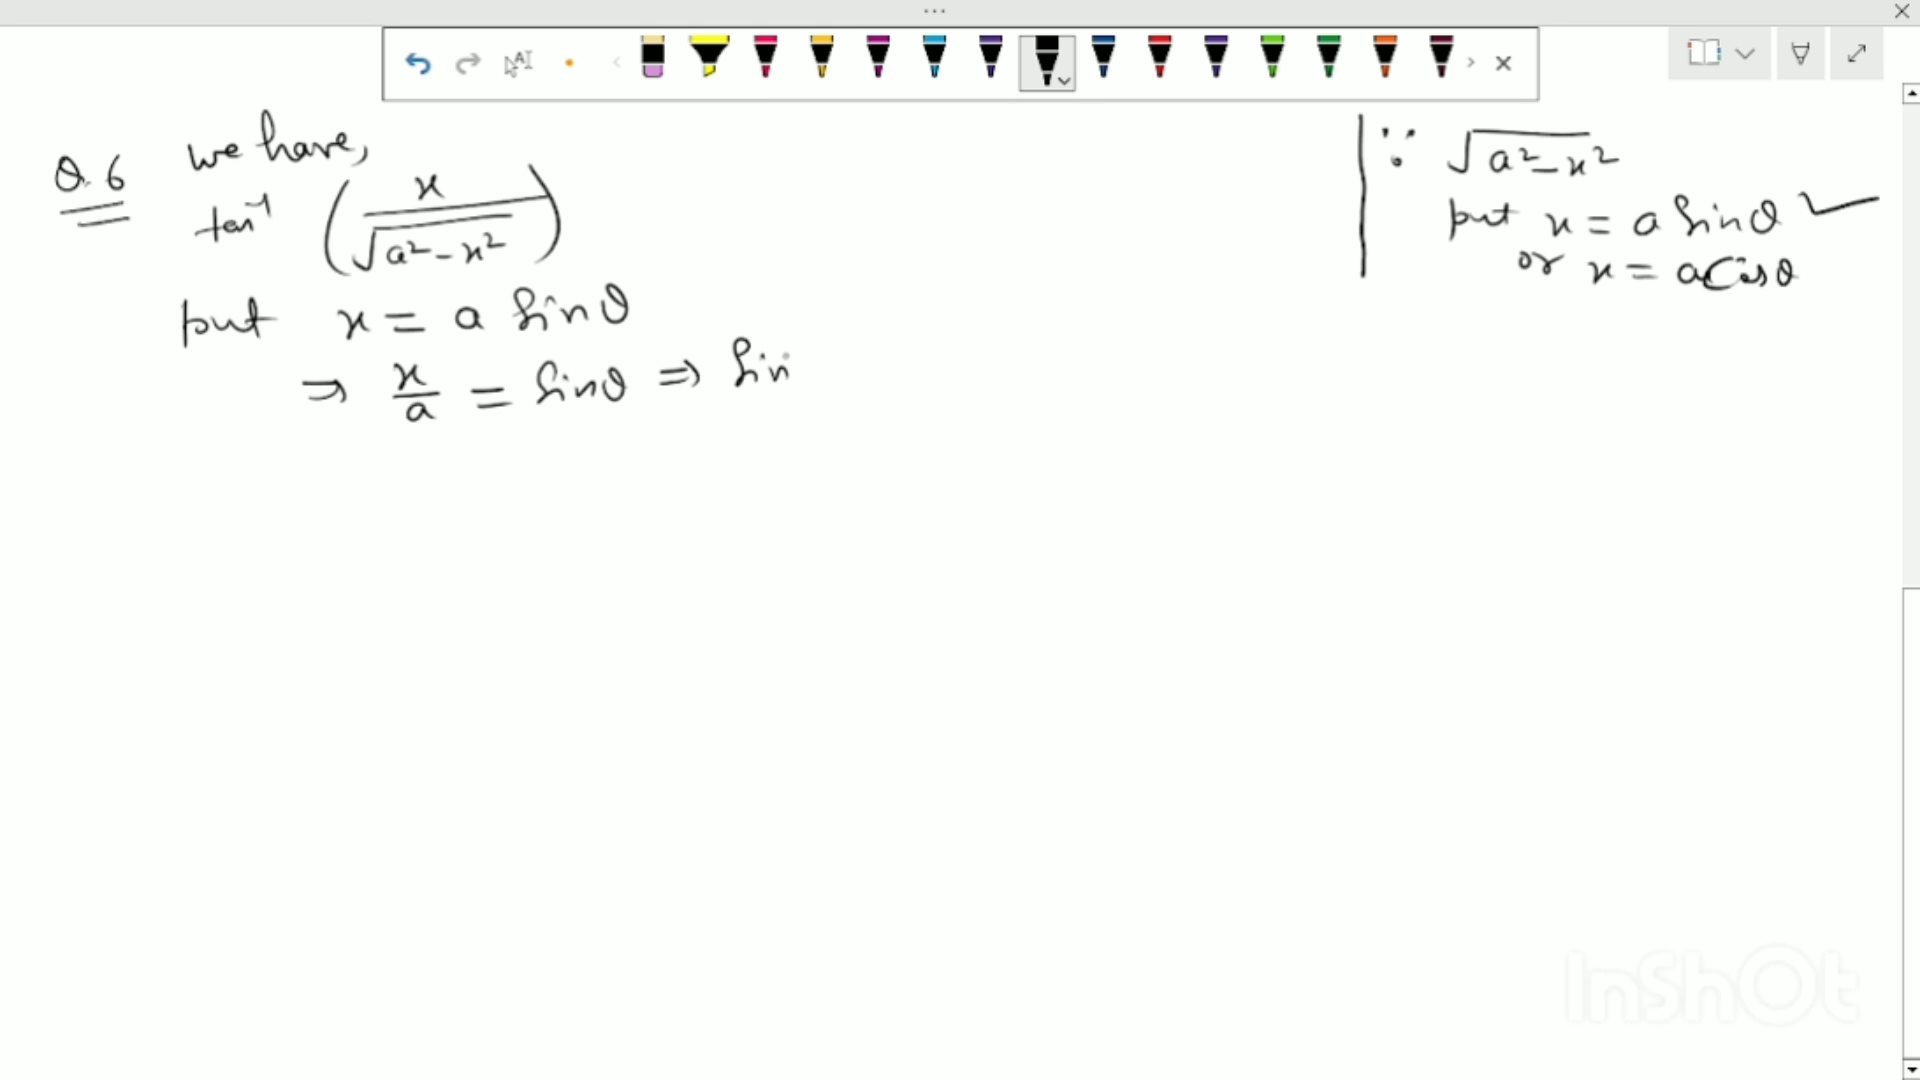 Q.6 we have,
tan⁻¹ (x/√(a²-x²))
put x = a sinθ
⇒ x/a = sinθ ⇒ sin
∵ √(a²-x²)
put x = a sinθ ✓
or x = a cosθ
InShOt